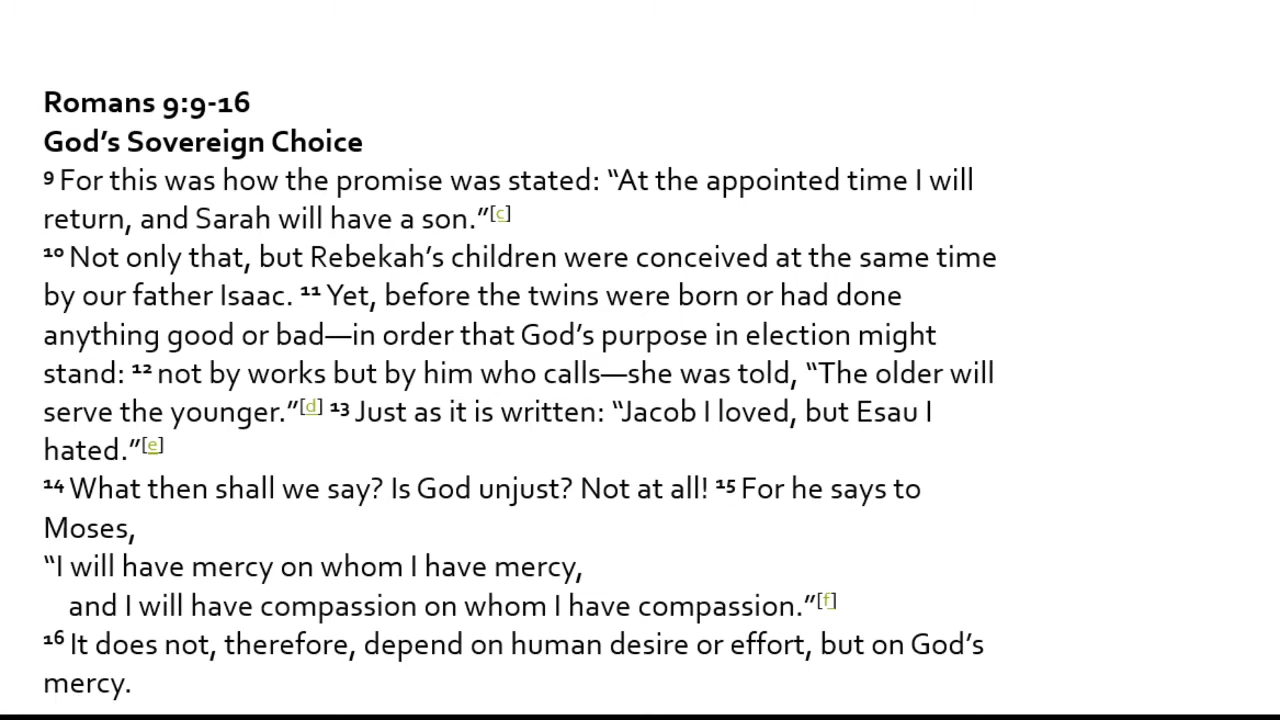 Romans 9:9-16
God’s Sovereign Choice
9 For this was how the promise was stated: “At the appointed time I will
return, and Sarah will have a son.”[c]
10 Not only that, but Rebekah’s children were conceived at the same time
by our father Isaac. 11 Yet, before the twins were born or had done
anything good or bad—in order that God’s purpose in election might
stand: 12 not by works but by him who calls—she was told, “The older will
serve the younger.”[d] 13 Just as it is written: “Jacob I loved, but Esau I
hated.”[e]
14 What then shall we say? Is God unjust? Not at all! 15 For he says to
Moses,
“I will have mercy on whom I have mercy,
and I will have compassion on whom I have compassion.”[f]
16 It does not, therefore, depend on human desire or effort, but on God’s
mercy.